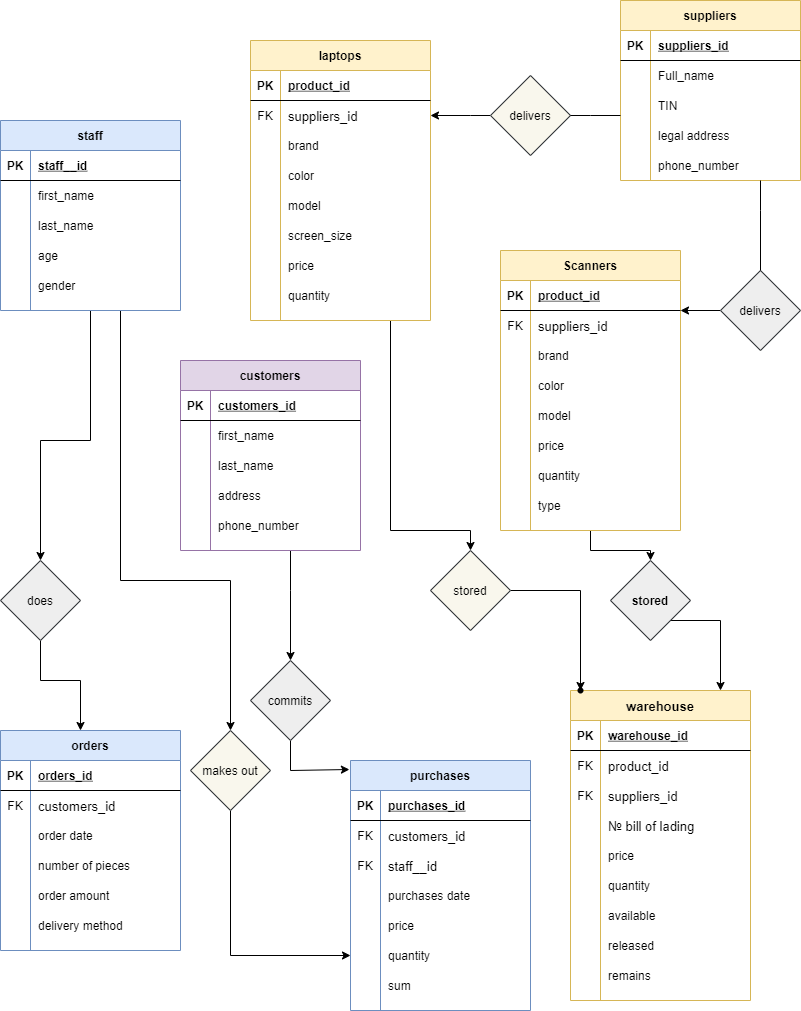 suppliers
PK suppliers_id
Full_name
TIN
legal address
phone_number
laptops
PK product_id
FK suppliers_id
brand
color
model
screen_size
price
quantity
delivers
staff
PK staff__id
first_name
last_name
age
gender
Scanners
PK product_id
FK suppliers_id
brand
color
model
price
quantity
type
delivers
customers
PK customers_id
first_name
last_name
address
phone_number
does
stored
stored
commits
makes out
orders
PK orders_id
FK customers_id
order date
number of pieces
order amount
delivery method
purchases
PK purchases_id
FK customers_id
FK staff__id
purchases date
price
quantity
sum
warehouse
PK warehouse_id
FK product_id
FK suppliers_id
№ bill of lading
price
quantity
available
released
remains